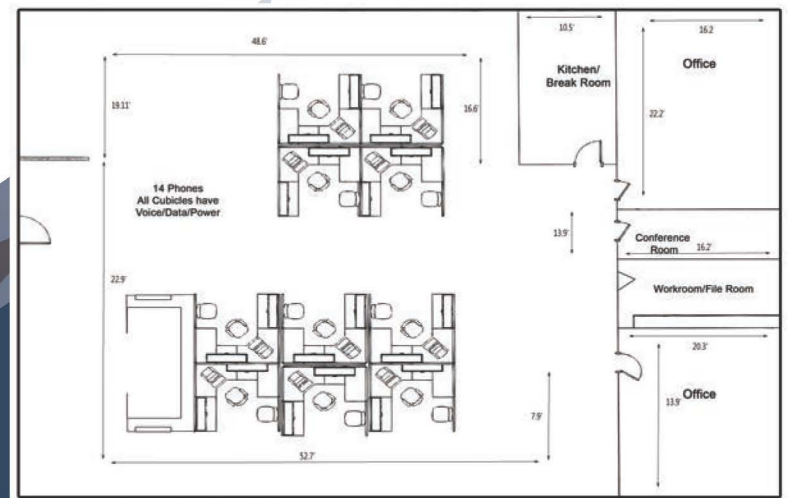 48.6'
10.5'
16.2
Kitchen/
Break Room
Office
19.11'
16.6'
22.2'
14 Phones
All Cubicles have
Voice/Data/Power
13.9'
Conference
Room
16.2'
22.9'
Workroom/File Room
20.3'
13.9'
Office
7.9'
52.7'